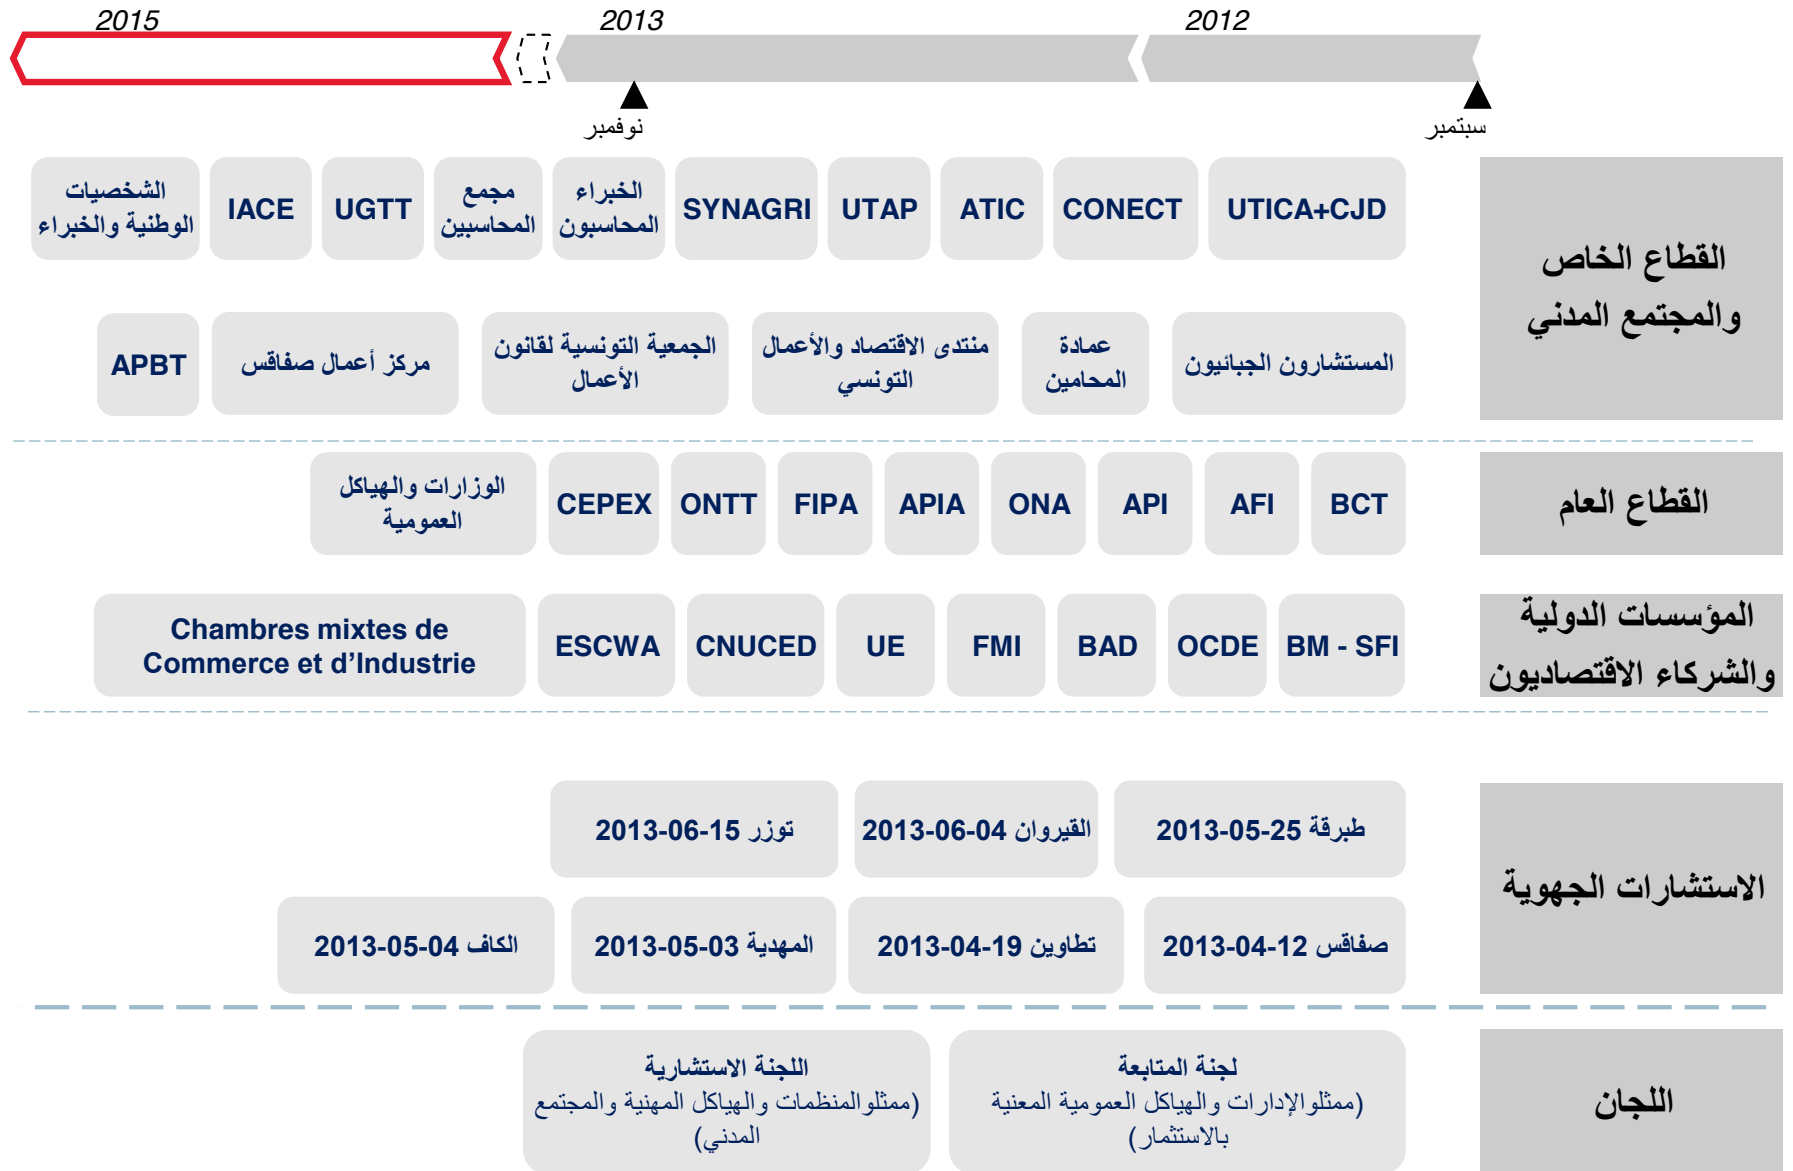 2012
2013
2015
سبتمبر
نوفمبر
القطاع الخاص
والمجتمع المدني
UTICA+CJD
CONECT
ATIC
UTAP
SYNAGRI
الخبراء
المحاسبون
مجمع
المحاسبين
UGTT
IACE
الشخصيات
الوطنية والخبراء
المستشارون الجبائيون
عمادة
المحامين
منتدى الاقتصاد والأعمال
التونسي
الجمعية التونسية لقانون
الأعمال
مركز أعمال صفاقس
APBT
القطاع العام
BCT
AFI
API
ONA
APIA
FIPA
ONTT
CEPEX
الوزارات والهياكل
العمومية
المؤسسات الدولية
والشركاء الاقتصاديون
BM - SFI
OCDE
BAD
FMI
UE
CNUCED
ESCWA
Chambres mixtes de
Commerce et d’Industrie
الاستشارات الجهوية
طبرقة 25-05-2013
القيروان 04-06-2013
توزر 15-06-2013
صفاقس 12-04-2013
تطاوين 19-04-2013
المهدية 03-05-2013
الكاف 04-05-2013
اللجان
لجنة المتابعة
(ممثلوالإدارات والهياكل العمومية المعنية
بالاستثمار)
اللجنة الاستشارية
(ممثلوالمنظمات والهياكل المهنية والمجتمع
المدني)